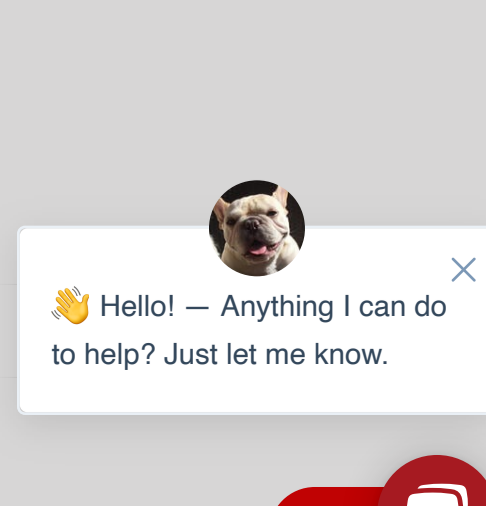 👋 Hello! — Anything I can do
to help? Just let me know.